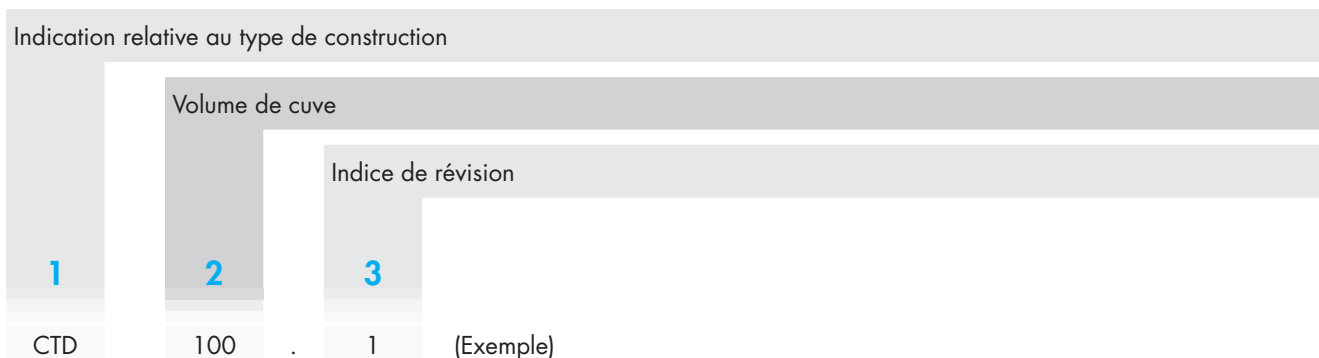 Indication relative au type de construction
Volume de cuve
Indice de révision
1 2 3
CTD 100 . 1 (Exemple)